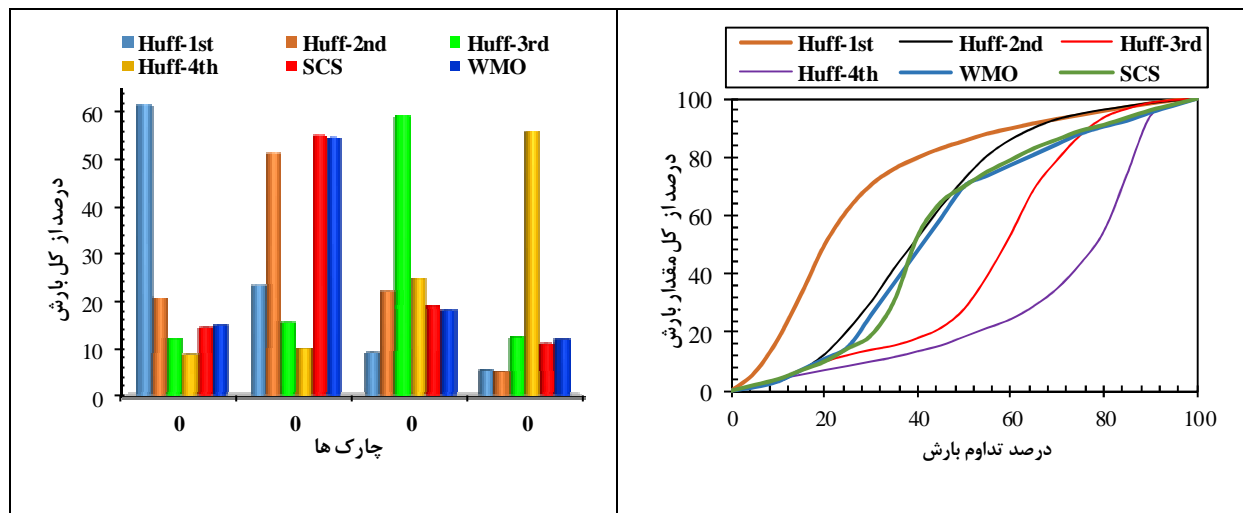 Huff-1st Huff-2nd Huff-3rd
Huff-4th SCS WMO
درصد از کل بارش
60
50
40
30
20
10
0
0 0 0 0
چارک ها
Huff-1st Huff-2nd Huff-3rd
Huff-4th WMO SCS
درصد از کل مقدار بارش
100
80
60
40
20
0
0 20 40 60 80 100
درصد تداوم بارش